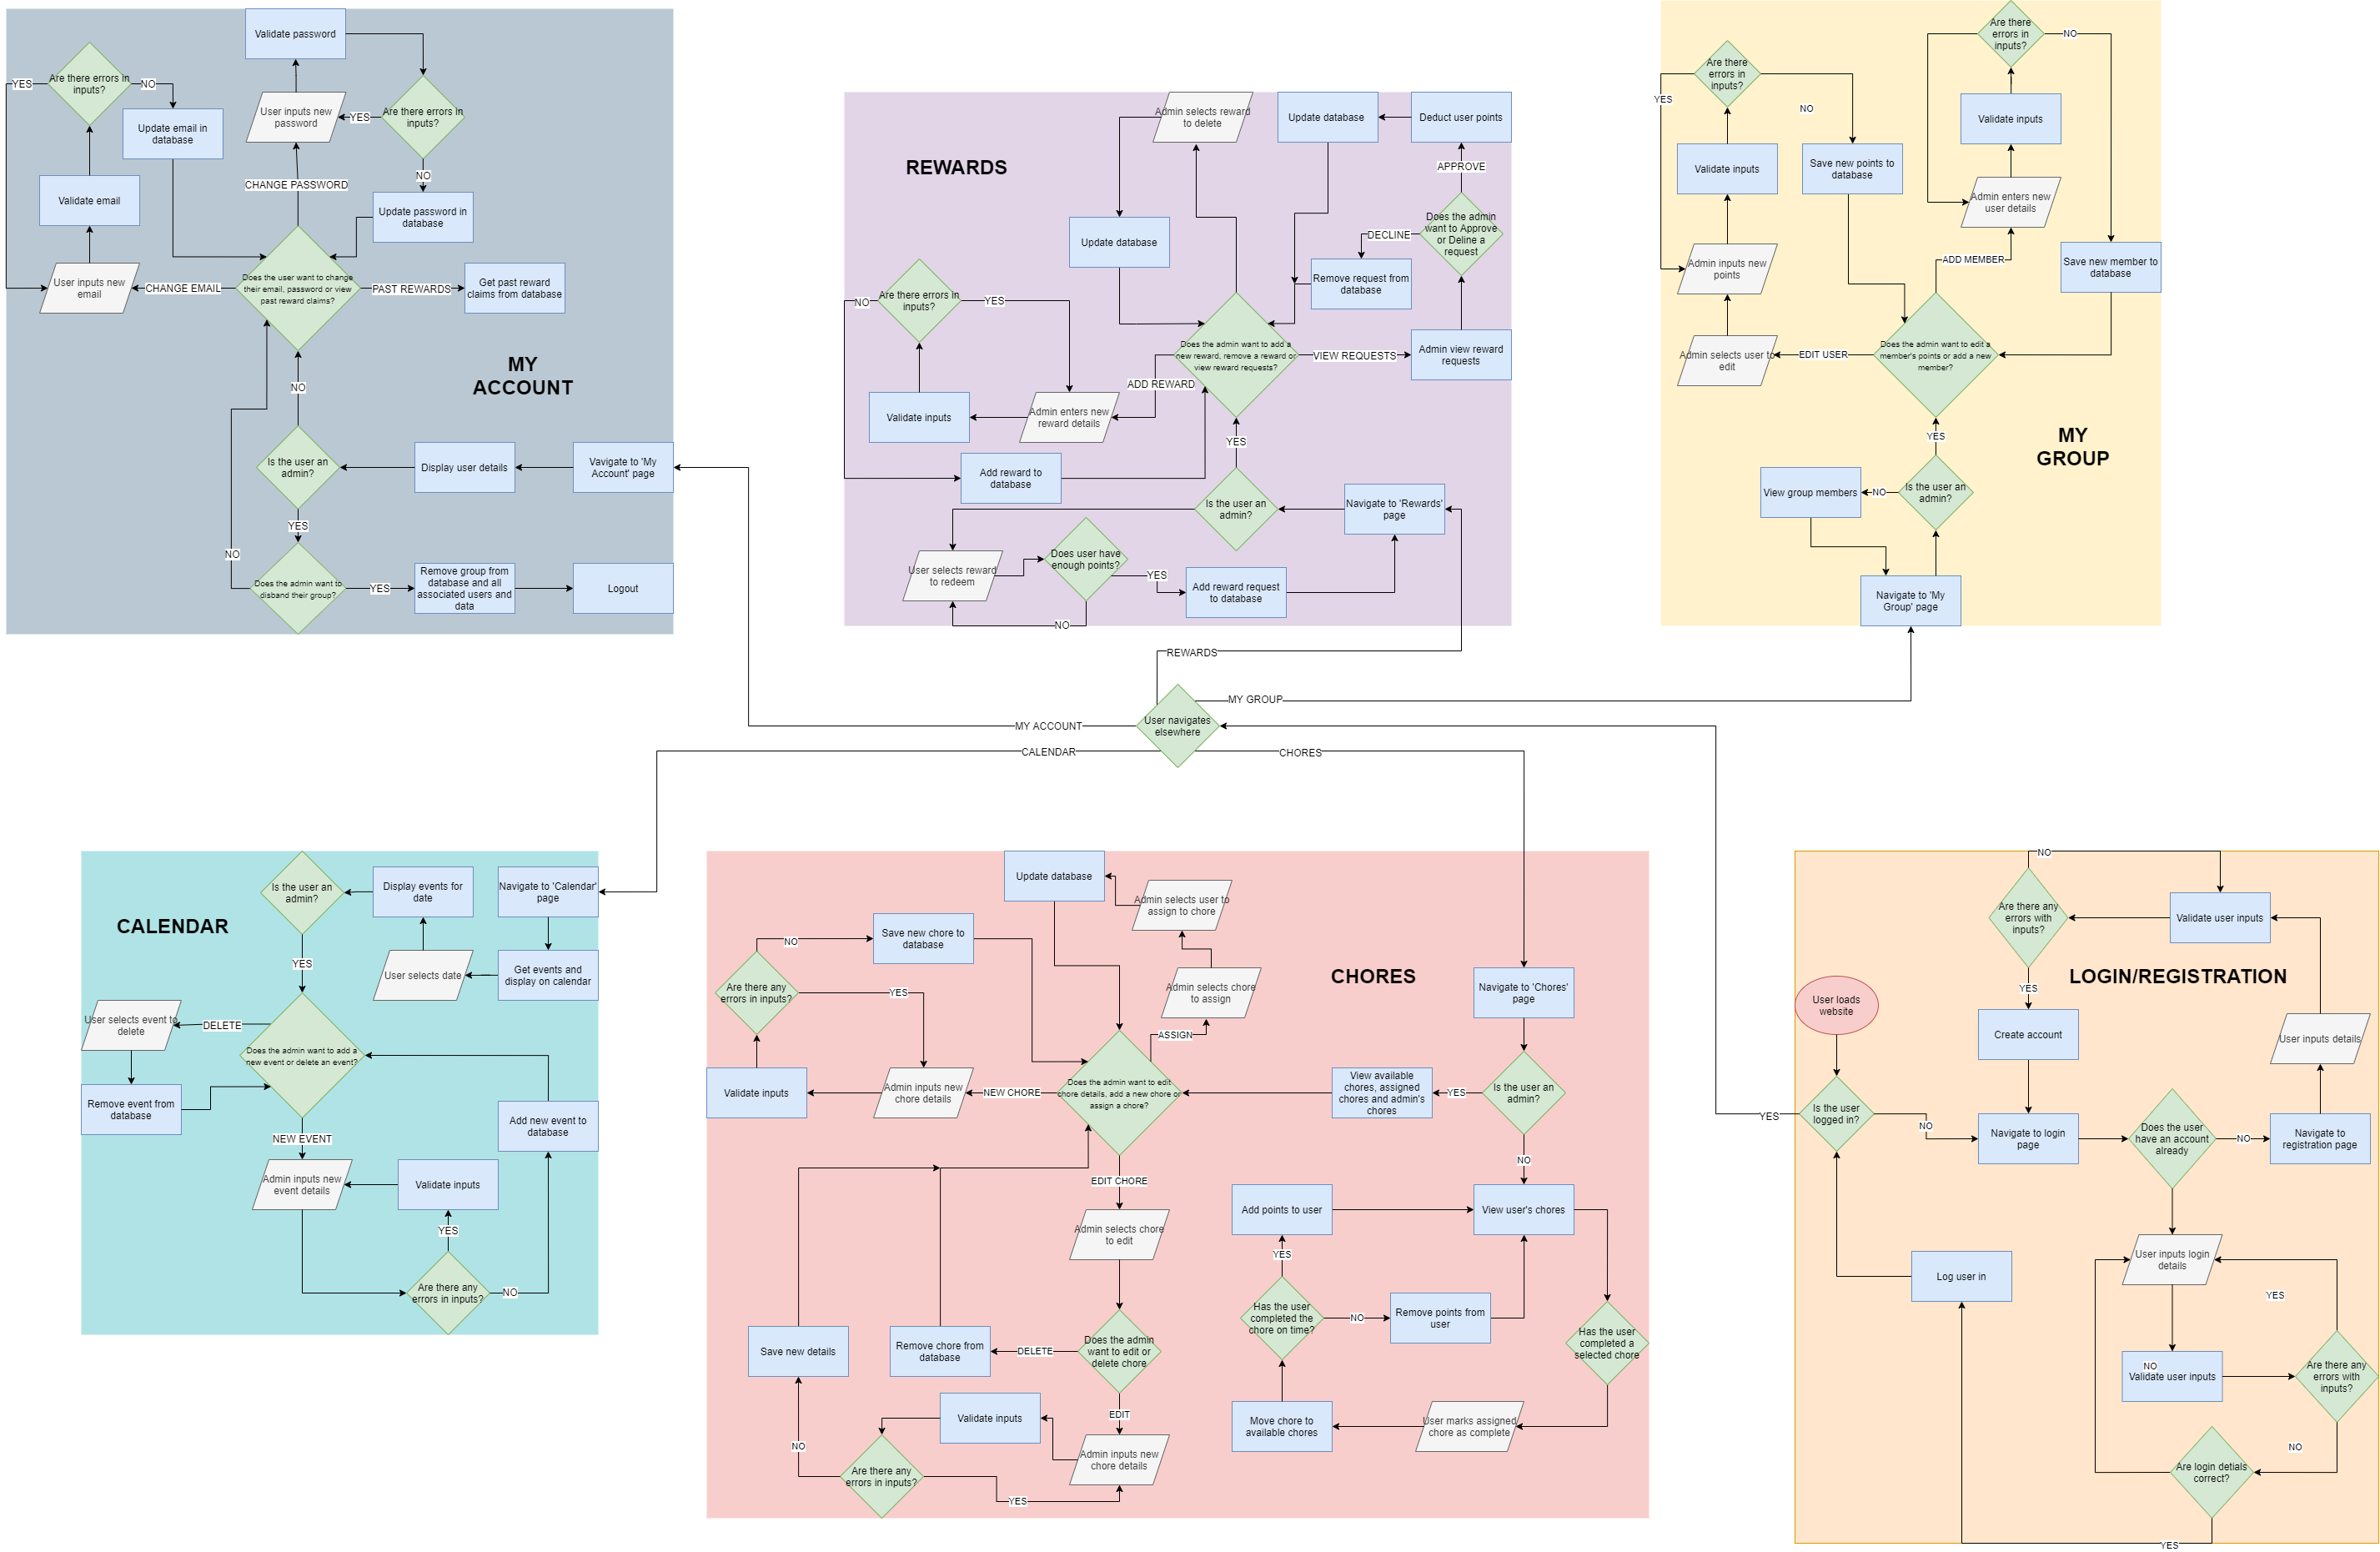 Validate password
Are there errors in
inputs?
YES
NO
Update email in
database
User inputs new
password
YES
Are there errors in
inputs?
NO
CHANGE PASSWORD
Validate email
Update password in
database
User inputs new
email
CHANGE EMAIL
Does the user want to change
their email, password or view
past reward claims?
PAST REWARDS
Get past reward
claims from database
MY
ACCOUNT
NO
Is the user an
admin?
Display user details
Vavigate to 'My
Account' page
YES
NO
Does the admin want to
disband their group?
YES
Remove group from
database and all
associated users and
data
Logout
REWARDS
Admin selects reward
to delete
Update database
Deduct user points
APPROVE
Update database
Does the admin
want to Approve
or Deline a
request
DECLINE
Remove request from
database
NO
Are there errors in
inputs?
YES
Does the admin want to add a
new reward, remove a reward or
view reward requests?
VIEW REQUESTS
Admin view reward
requests
ADD REWARD
Validate inputs
Admin enters new
reward details
YES
Add reward to
database
Is the user an
admin?
Navigate to 'Rewards'
page
User selects reward
to redeem
Does user have
enough points?
YES
Add reward request
to database
NO
Are there
errors in
inputs?
YES
NO
Are there
errors in
inputs?
NO
Validate inputs
Validate inputs
Save new points to
database
Admin enters new
user details
Admin inputs new
points
ADD MEMBER
Save new member to
database
Admin selects user to
edit
EDIT USER
Does the admin want to edit a
member's points or add a new
member?
YES
MY
GROUP
View group members
NO
Is the user an
admin?
Navigate to 'My
Group' page
REWARDS
MY GROUP
MY ACCOUNT
User navigates
elsewhere
CALENDAR
CHORES
CALENDAR
Is the user an
admin?
Display events for
date
Navigate to 'Calendar'
page
YES
User selects date
Get events and
display on calendar
User selects event to
delete
DELETE
Does the admin want to add a
new event or delete an event?
Remove event from
database
Add new event to
database
NEW EVENT
Admin inputs new
event details
Validate inputs
YES
Are there any
errors in inputs?
NO
Update database
Admin selects user to
assign to chore
NO
Save new chore to
database
CHORES
Are there any
errors in inputs?
YES
Admin selects chore
to assign
Navigate to 'Chores'
page
ASSIGN
Validate inputs
Admin inputs new
chore details
NEW CHORE
Does the admin want to edit
chore details, add a new chore or
assign a chore?
View available
chores, assigned
chores and admin's
chores
YES
Is the user an
admin?
NO
EDIT CHORE
Admin selects chore
to edit
Add points to user
View user's chores
YES
Has the user
completed the
chore on time?
NO
Remove points from
user
Has the user
completed a
selected chore
Save new details
Remove chore from
database
DELETE
Does the admin
want to edit or
delete chore
EDIT
Validate inputs
Move chore to
available chores
User marks assigned
chore as complete
NO
Are there any
errors in inputs?
Admin inputs new
chore details
YES
NO
Are there any
errors with
inputs?
Validate user inputs
LOGIN/REGISTRATION
YES
User loads
website
Create account
User inputs details
YES
Is the user
logged in?
NO
Navigate to login
page
Does the user
have an account
already
NO
Navigate to
registration page
User inputs login
details
Log user in
YES
NO
Validate user inputs
Are there any
errors with
inputs?
NO
Are login detials
correct?
YES